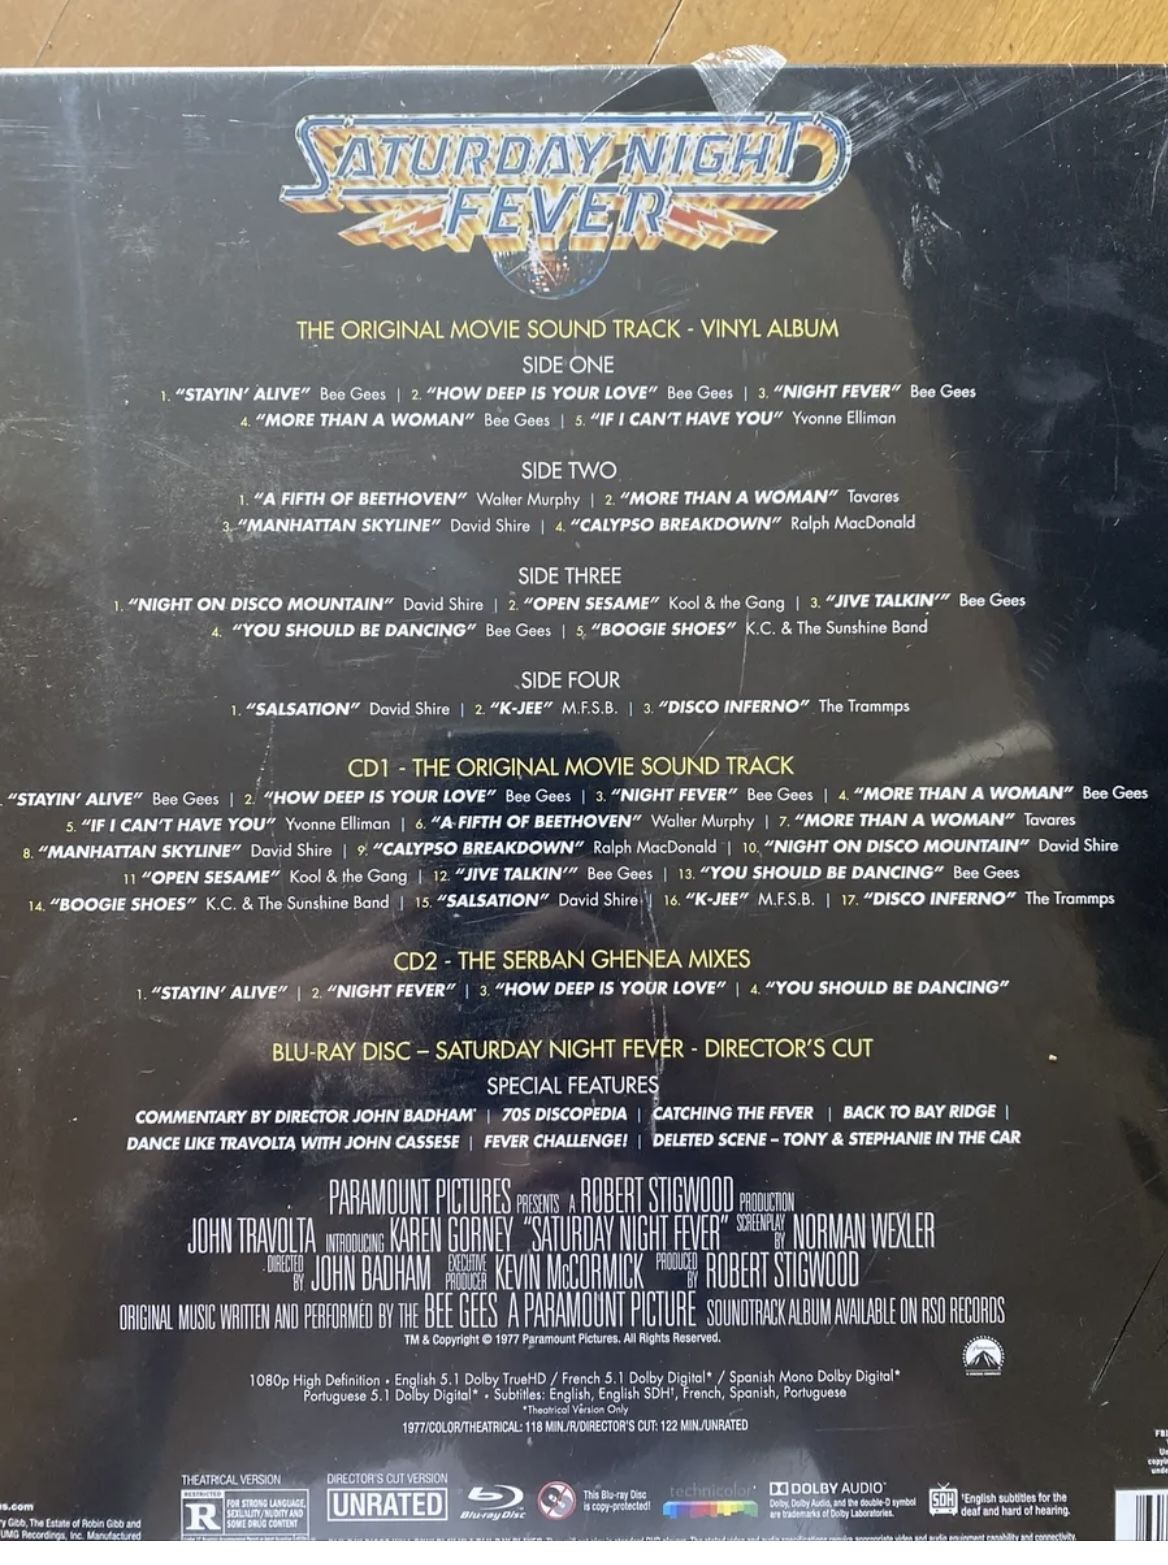 SATURDAY NIGHT
FEVER
THE ORIGINAL MOVIE SOUND TRACK - VINYL ALBUM
SIDE ONE
1. "STAYIN' ALIVE" Bee Gees | 2. "HOW DEEP IS YOUR LOVE" Bee Gees | 3. "NIGHT FEVER" Bee Gees
4. "MORE THAN A WOMAN" Bee Gees | 5. "IF I CAN'T HAVE YOU" Yvonne Elliman
SIDE TWO
1. "A FIFTH OF BEETHOVEN" Walter Murphy | 2. "MORE THAN A WOMAN" Tavares
3. "MANHATTAN SKYLINE" David Shire | 4. "CALYPSO BREAKDOWN" Ralph MacDonald
SIDE THREE
1. "NIGHT ON DISCO MOUNTAIN" David Shire | 2. "OPEN SESAME" Kool & the Gang | 3. "JIVE TALKIN'" Bee Gees
4. "YOU SHOULD BE DANCING" Bee Gees | 5. "BOOGIE SHOES" K.C. & The Sunshine Band
SIDE FOUR
1. "SALSATION" David Shire | 2. "K-JEE" M.F.S.B. | 3. "DISCO INFERNO" The Trammps
CD1 - THE ORIGINAL MOVIE SOUND TRACK
. "STAYIN' ALIVE" Bee Gees | 2. "HOW DEEP IS YOUR LOVE" Bee Gees | 3. "NIGHT FEVER" Bee Gees | 4. "MORE THAN A WOMAN" Bee Gees
5. "IF I CAN'T HAVE YOU" Yvonne Elliman | 6. "A FIFTH OF BEETHOVEN" Walter Murphy | 7. "MORE THAN A WOMAN" Tavares
8. "MANHATTAN SKYLINE" David Shire | 9. "CALYPSO BREAKDOWN" Ralph MacDonald | 10. "NIGHT ON DISCO MOUNTAIN" David Shire
11 "OPEN SESAME" Kool & the Gang | 12. "JIVE TALKIN'" Bee Gees | 13. "YOU SHOULD BE DANCING" Bee Gees
14. "BOOGIE SHOES" K.C. & The Sunshine Band | 15. "SALSATION" David Shire | 16. "K-JEE" M.F.S.B. | 17. "DISCO INFERNO" The Trammps
CD2 - THE SERBAN GHENEA MIXES
1. "STAYIN' ALIVE" | 2. "NIGHT FEVER" | 3. "HOW DEEP IS YOUR LOVE" | 4. "YOU SHOULD BE DANCING"
BLU-RAY DISC – SATURDAY NIGHT FEVER - DIRECTOR'S CUT
SPECIAL FEATURES
COMMENTARY BY DIRECTOR JOHN BADHAM* | 70S DISCOPEDIA | CATCHING THE FEVER | BACK TO BAY RIDGE |
DANCE LIKE TRAVOLTA WITH JOHN CASSESE | FEVER CHALLENGE! | DELETED SCENE – TONY & STEPHANIE IN THE CAR
PARAMOUNT PICTURES PRESENTS A ROBERT STIGWOOD PRODUCTION
JOHN TRAVOLTA INTRODUCING KAREN GORNEY "SATURDAY NIGHT FEVER" SCREENPLAY BY NORMAN WEXLER
DIRECTED BY JOHN BADHAM EXECUTIVE PRODUCER KEVIN McCORMICK PRODUCED BY ROBERT STIGWOOD
ORIGINAL MUSIC WRITTEN AND PERFORMED BY THE BEE GEES A PARAMOUNT PICTURE SOUNDTRACK ALBUM AVAILABLE ON RSO RECORDS
TM & Copyright © 1977 Paramount Pictures. All Rights Reserved.
Paramount
1080p High Definition • English 5.1 Dolby TrueHD / French 5.1 Dolby Digital* / Spanish Mono Dolby Digital*
Portuguese 5.1 Dolby Digital* • Subtitles: English, English SDH†, French, Spanish, Portuguese
*Theatrical Version Only
1977/COLOR/THEATRICAL: 118 MIN./R/DIRECTOR'S CUT: 122 MIN./UNRATED
THEATRICAL VERSION
RESTRICTED
R
FOR STRONG LANGUAGE,
SEXUALITY/NUDITY AND
SOME DRUG CONTENT
DIRECTOR'S CUT VERSION
UNRATED
Blu-ray Disc
This Blu-ray Disc
is copy-protected!
technicolor
DOLBY AUDIO™
Dolby, Dolby Audio, and the double-D symbol
are trademarks of Dolby Laboratories.
SDH
†English subtitles for the
deaf and hard of hearing.
s.com
y Gibb, The Estate of Robin Gibb and
UMG Recordings, Inc. Manufactured
FBI